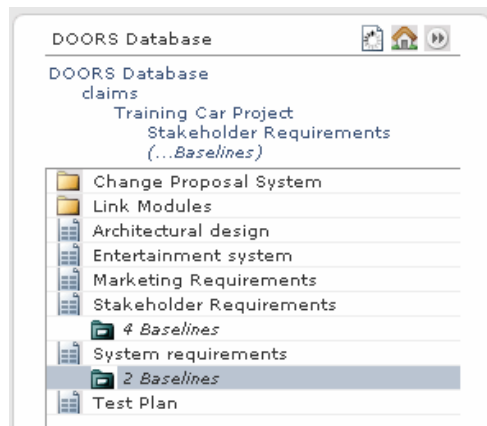 DOORS Database
DOORS Database
claims
Training Car Project
Stakeholder Requirements
(...Baselines)
Change Proposal System
Link Modules
Architectural design
Entertainment system
Marketing Requirements
Stakeholder Requirements
4 Baselines
System requirements
2 Baselines
Test Plan